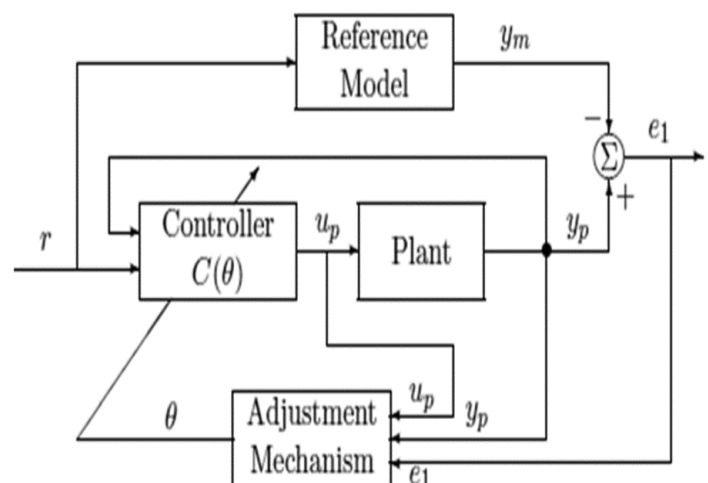 Reference
Model
y_m
−
Σ
e_1
+
r
Controller
C(θ)
u_p
Plant
y_p
θ
Adjustment
Mechanism
u_p
y_p
e_1